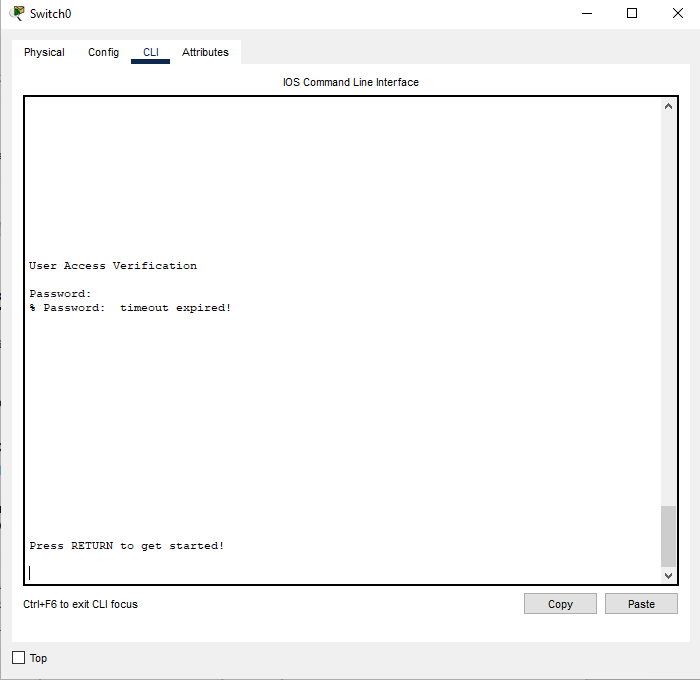 Switch0
Physical Config CLI Attributes
IOS Command Line Interface
User Access Verification
Password:
% Password:  timeout expired!
Press RETURN to get started!
Ctrl+F6 to exit CLI focus
Copy Paste
Top